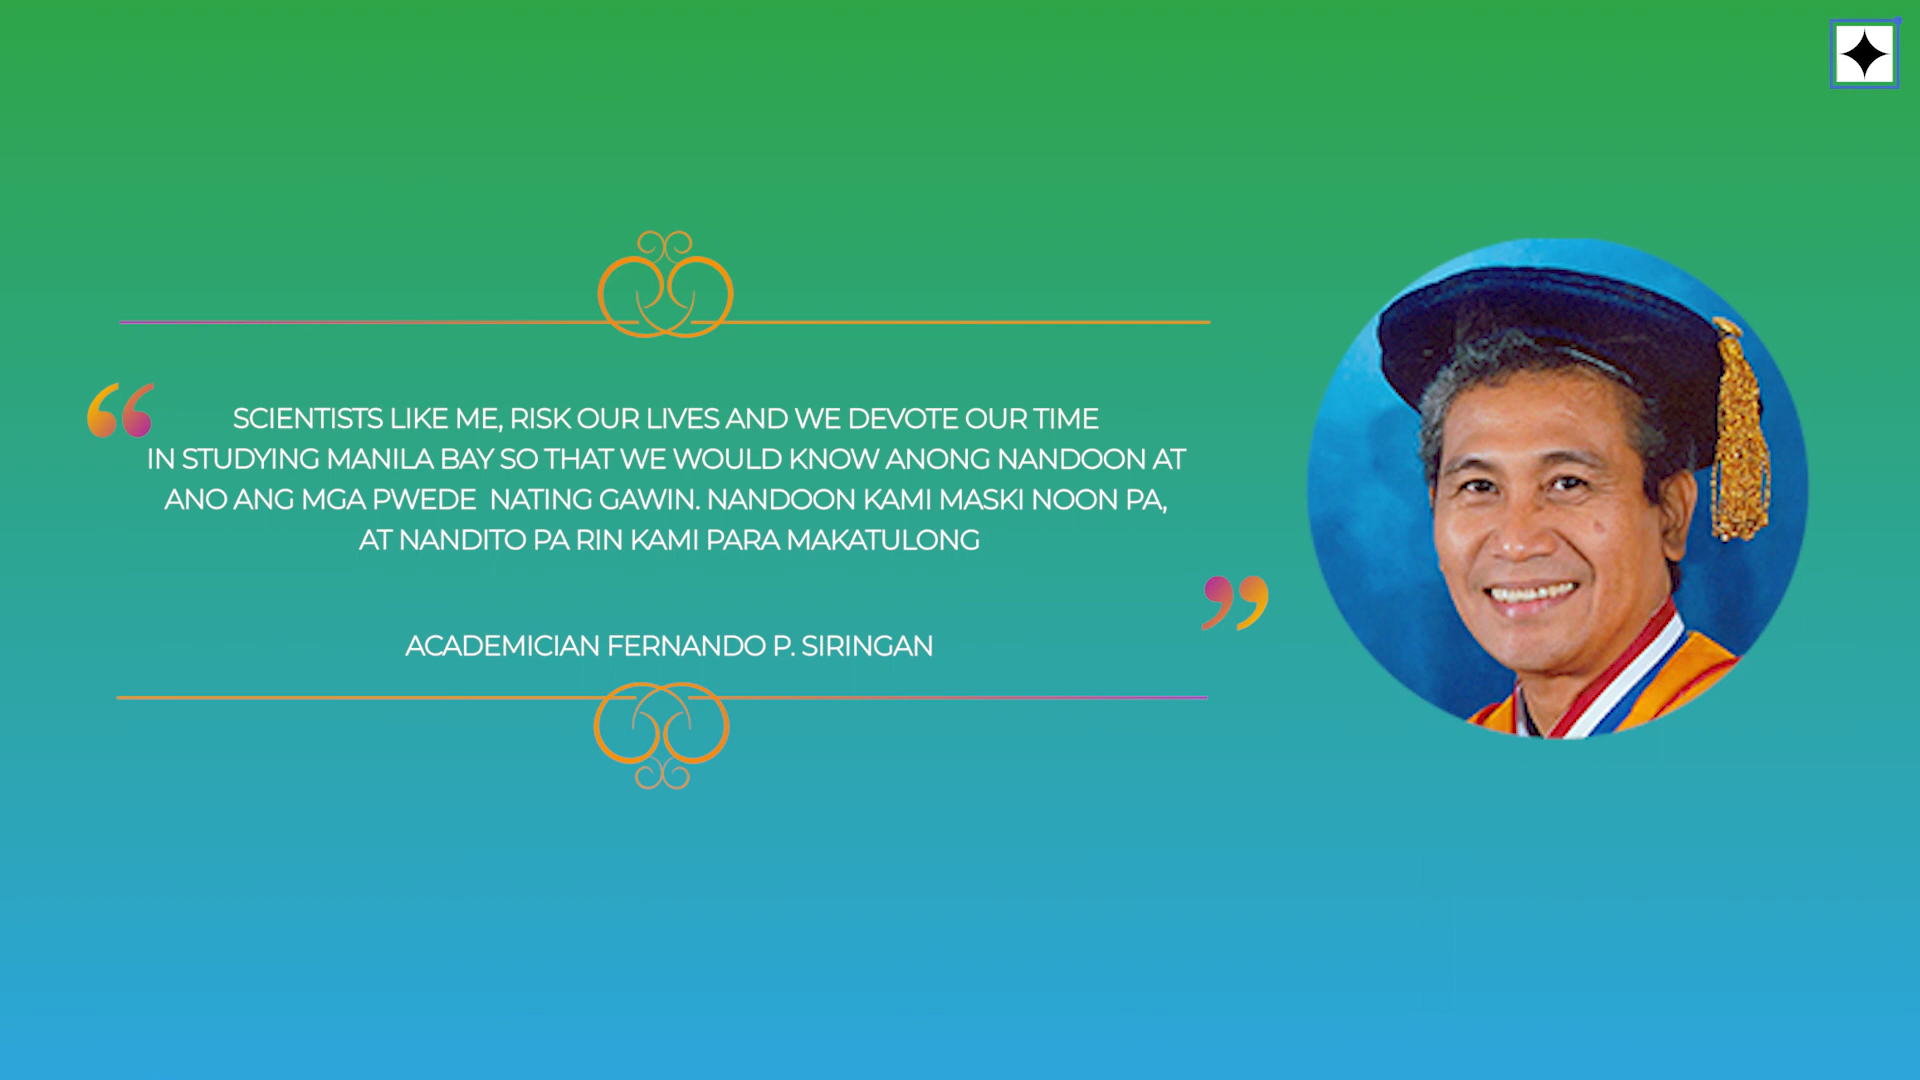 “ SCIENTISTS LIKE ME, RISK OUR LIVES AND WE DEVOTE OUR TIME
IN STUDYING MANILA BAY SO THAT WE WOULD KNOW ANONG NANDOON AT
ANO ANG MGA PWEDE  NATING GAWIN. NANDOON KAMI MASKI NOON PA,
AT NANDITO PA RIN KAMI PARA MAKATULONG ”
ACADEMICIAN FERNANDO P. SIRINGAN